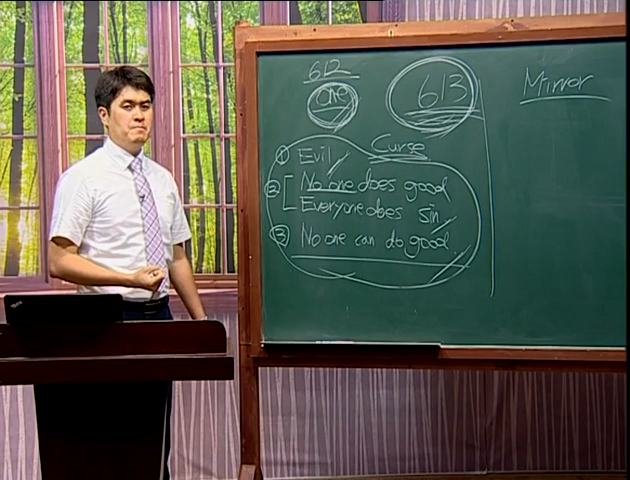 612
one
613
Curse
① Evil
② No one does good
Everyone does sin
③ No one can do good
Mirror